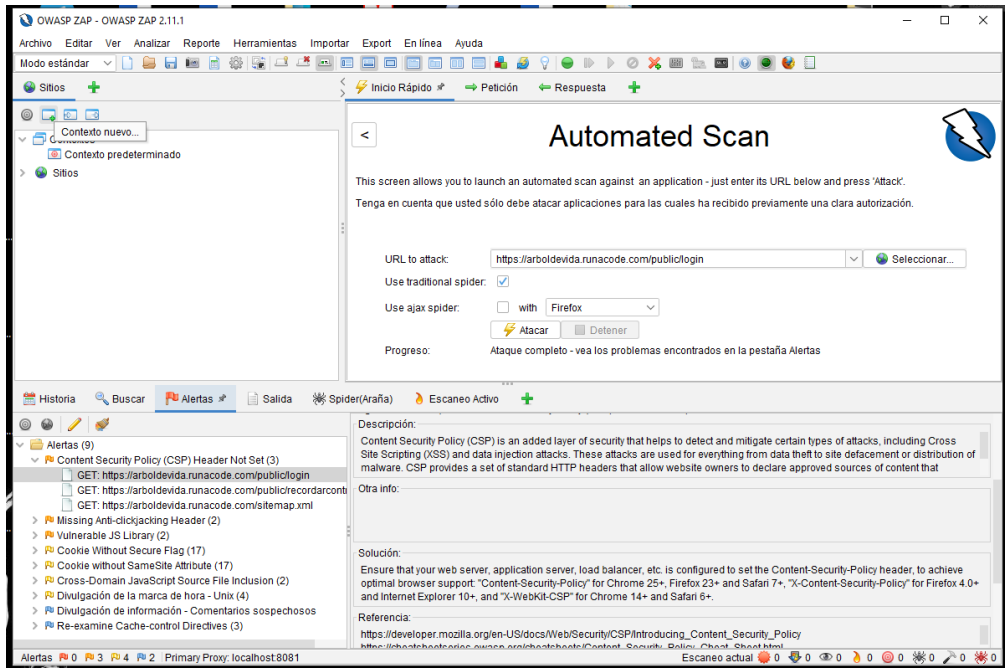 OWASP ZAP - OWASP ZAP 2.11.1
Archivo Editar Ver Analizar Reporte Herramientas Importar Export En línea Ayuda
Modo estándar
Sitios
Inicio Rápido
Petición
Respuesta
Contexto nuevo...
Contexto predeterminado
Sitios
<
Automated Scan
This screen allows you to launch an automated scan against an application - just enter its URL below and press 'Attack'.
Tenga en cuenta que usted sólo debe atacar aplicaciones para las cuales ha recibido previamente una clara autorización.
URL to attack: https://arboldevida.runacode.com/public/login Seleccionar...
Use traditional spider:
Use ajax spider: with Firefox
Atacar Detener
Progreso: Ataque completo - vea los problemas encontrados en la pestaña Alertas
Historia Buscar Alertas Salida Spider(Araña) Escaneo Activo
Alertas (9)
Content Security Policy (CSP) Header Not Set (3)
GET: https://arboldevida.runacode.com/public/login
GET: https://arboldevida.runacode.com/public/recordarcontr
GET: https://arboldevida.runacode.com/sitemap.xml
Missing Anti-clickjacking Header (2)
Vulnerable JS Library (2)
Cookie Without Secure Flag (17)
Cookie without SameSite Attribute (17)
Cross-Domain JavaScript Source File Inclusion (2)
Divulgación de la marca de hora - Unix (4)
Divulgación de información - Comentarios sospechosos
Re-examine Cache-control Directives (3)
Descripción:
Content Security Policy (CSP) is an added layer of security that helps to detect and mitigate certain types of attacks, including Cross
Site Scripting (XSS) and data injection attacks. These attacks are used for everything from data theft to site defacement or distribution of
malware. CSP provides a set of standard HTTP headers that allow website owners to declare approved sources of content that
Otra info:
Solución:
Ensure that your web server, application server, load balancer, etc. is configured to set the Content-Security-Policy header, to achieve
optimal browser support: "Content-Security-Policy" for Chrome 25+, Firefox 23+ and Safari 7+, "X-Content-Security-Policy" for Firefox 4.0+
and Internet Explorer 10+, and "X-WebKit-CSP" for Chrome 14+ and Safari 6+.
Referencia:
https://developer.mozilla.org/en-US/docs/Web/Security/CSP/Introducing_Content_Security_Policy
https://cheatsheetseries.owasp.org/cheatsheets/Content_Security_Policy_Cheat_Sheet.html
Alertas 0 3 4 2 Primary Proxy: localhost:8081 Escaneo actual 0 0 0 0 0 0 0 0